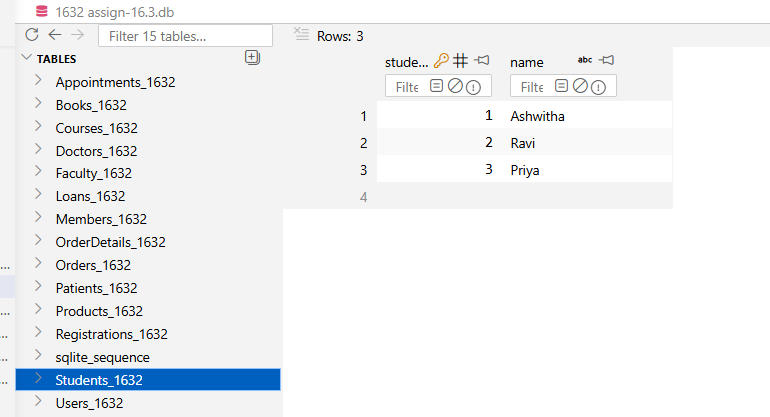 1632 assign-16.3.db
Filter 15 tables...
Rows: 3
TABLES
stude... name abc
Filte Filte
Appointments_1632
Books_1632
Courses_1632
Doctors_1632
Faculty_1632
Loans_1632
Members_1632
OrderDetails_1632
Orders_1632
Patients_1632
Products_1632
Registrations_1632
sqlite_sequence
Students_1632
Users_1632
1 1 Ashwitha
2 2 Ravi
3 3 Priya
4